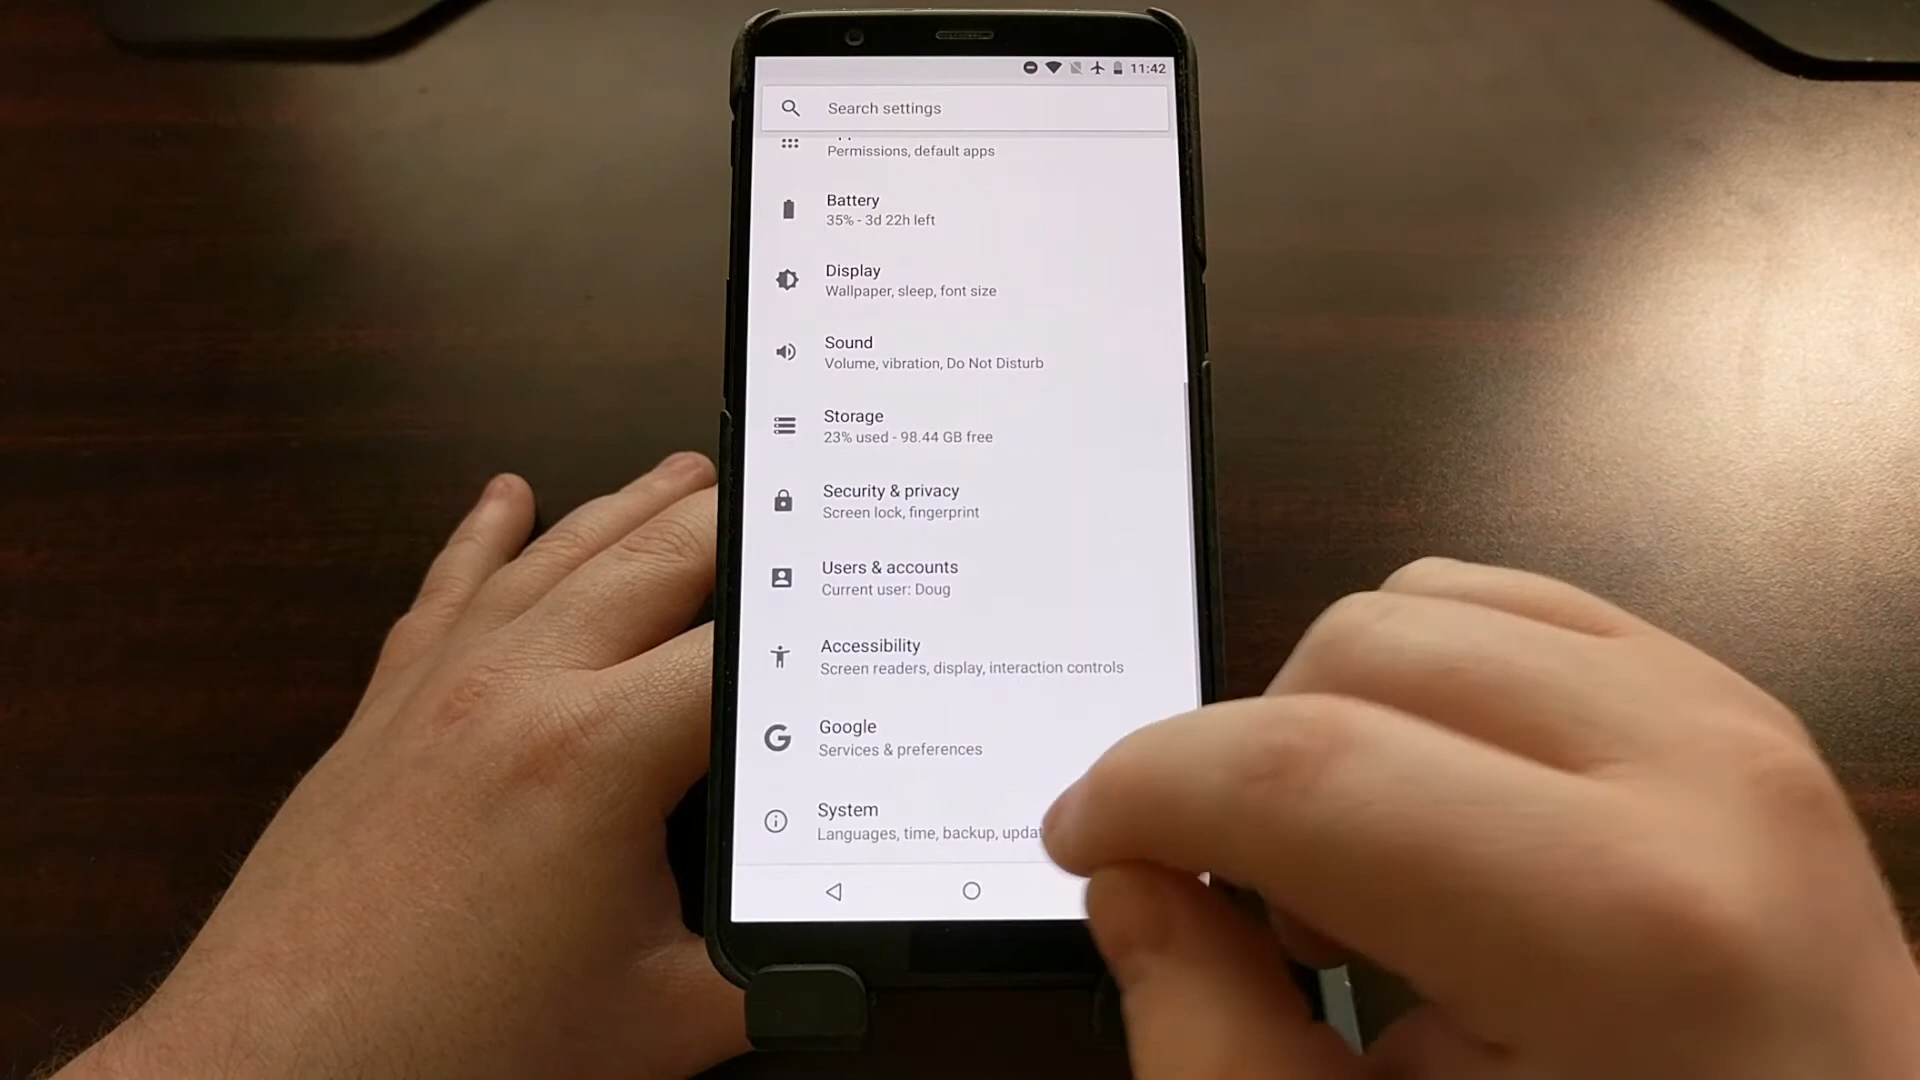 11:42
Search settings
Permissions, default apps
Battery
35% - 3d 22h left
Display
Wallpaper, sleep, font size
Sound
Volume, vibration, Do Not Disturb
Storage
23% used - 98.44 GB free
Security & privacy
Screen lock, fingerprint
Users & accounts
Current user: Doug
Accessibility
Screen readers, display, interaction controls
Google
Services & preferences
System
Languages, time, backup,